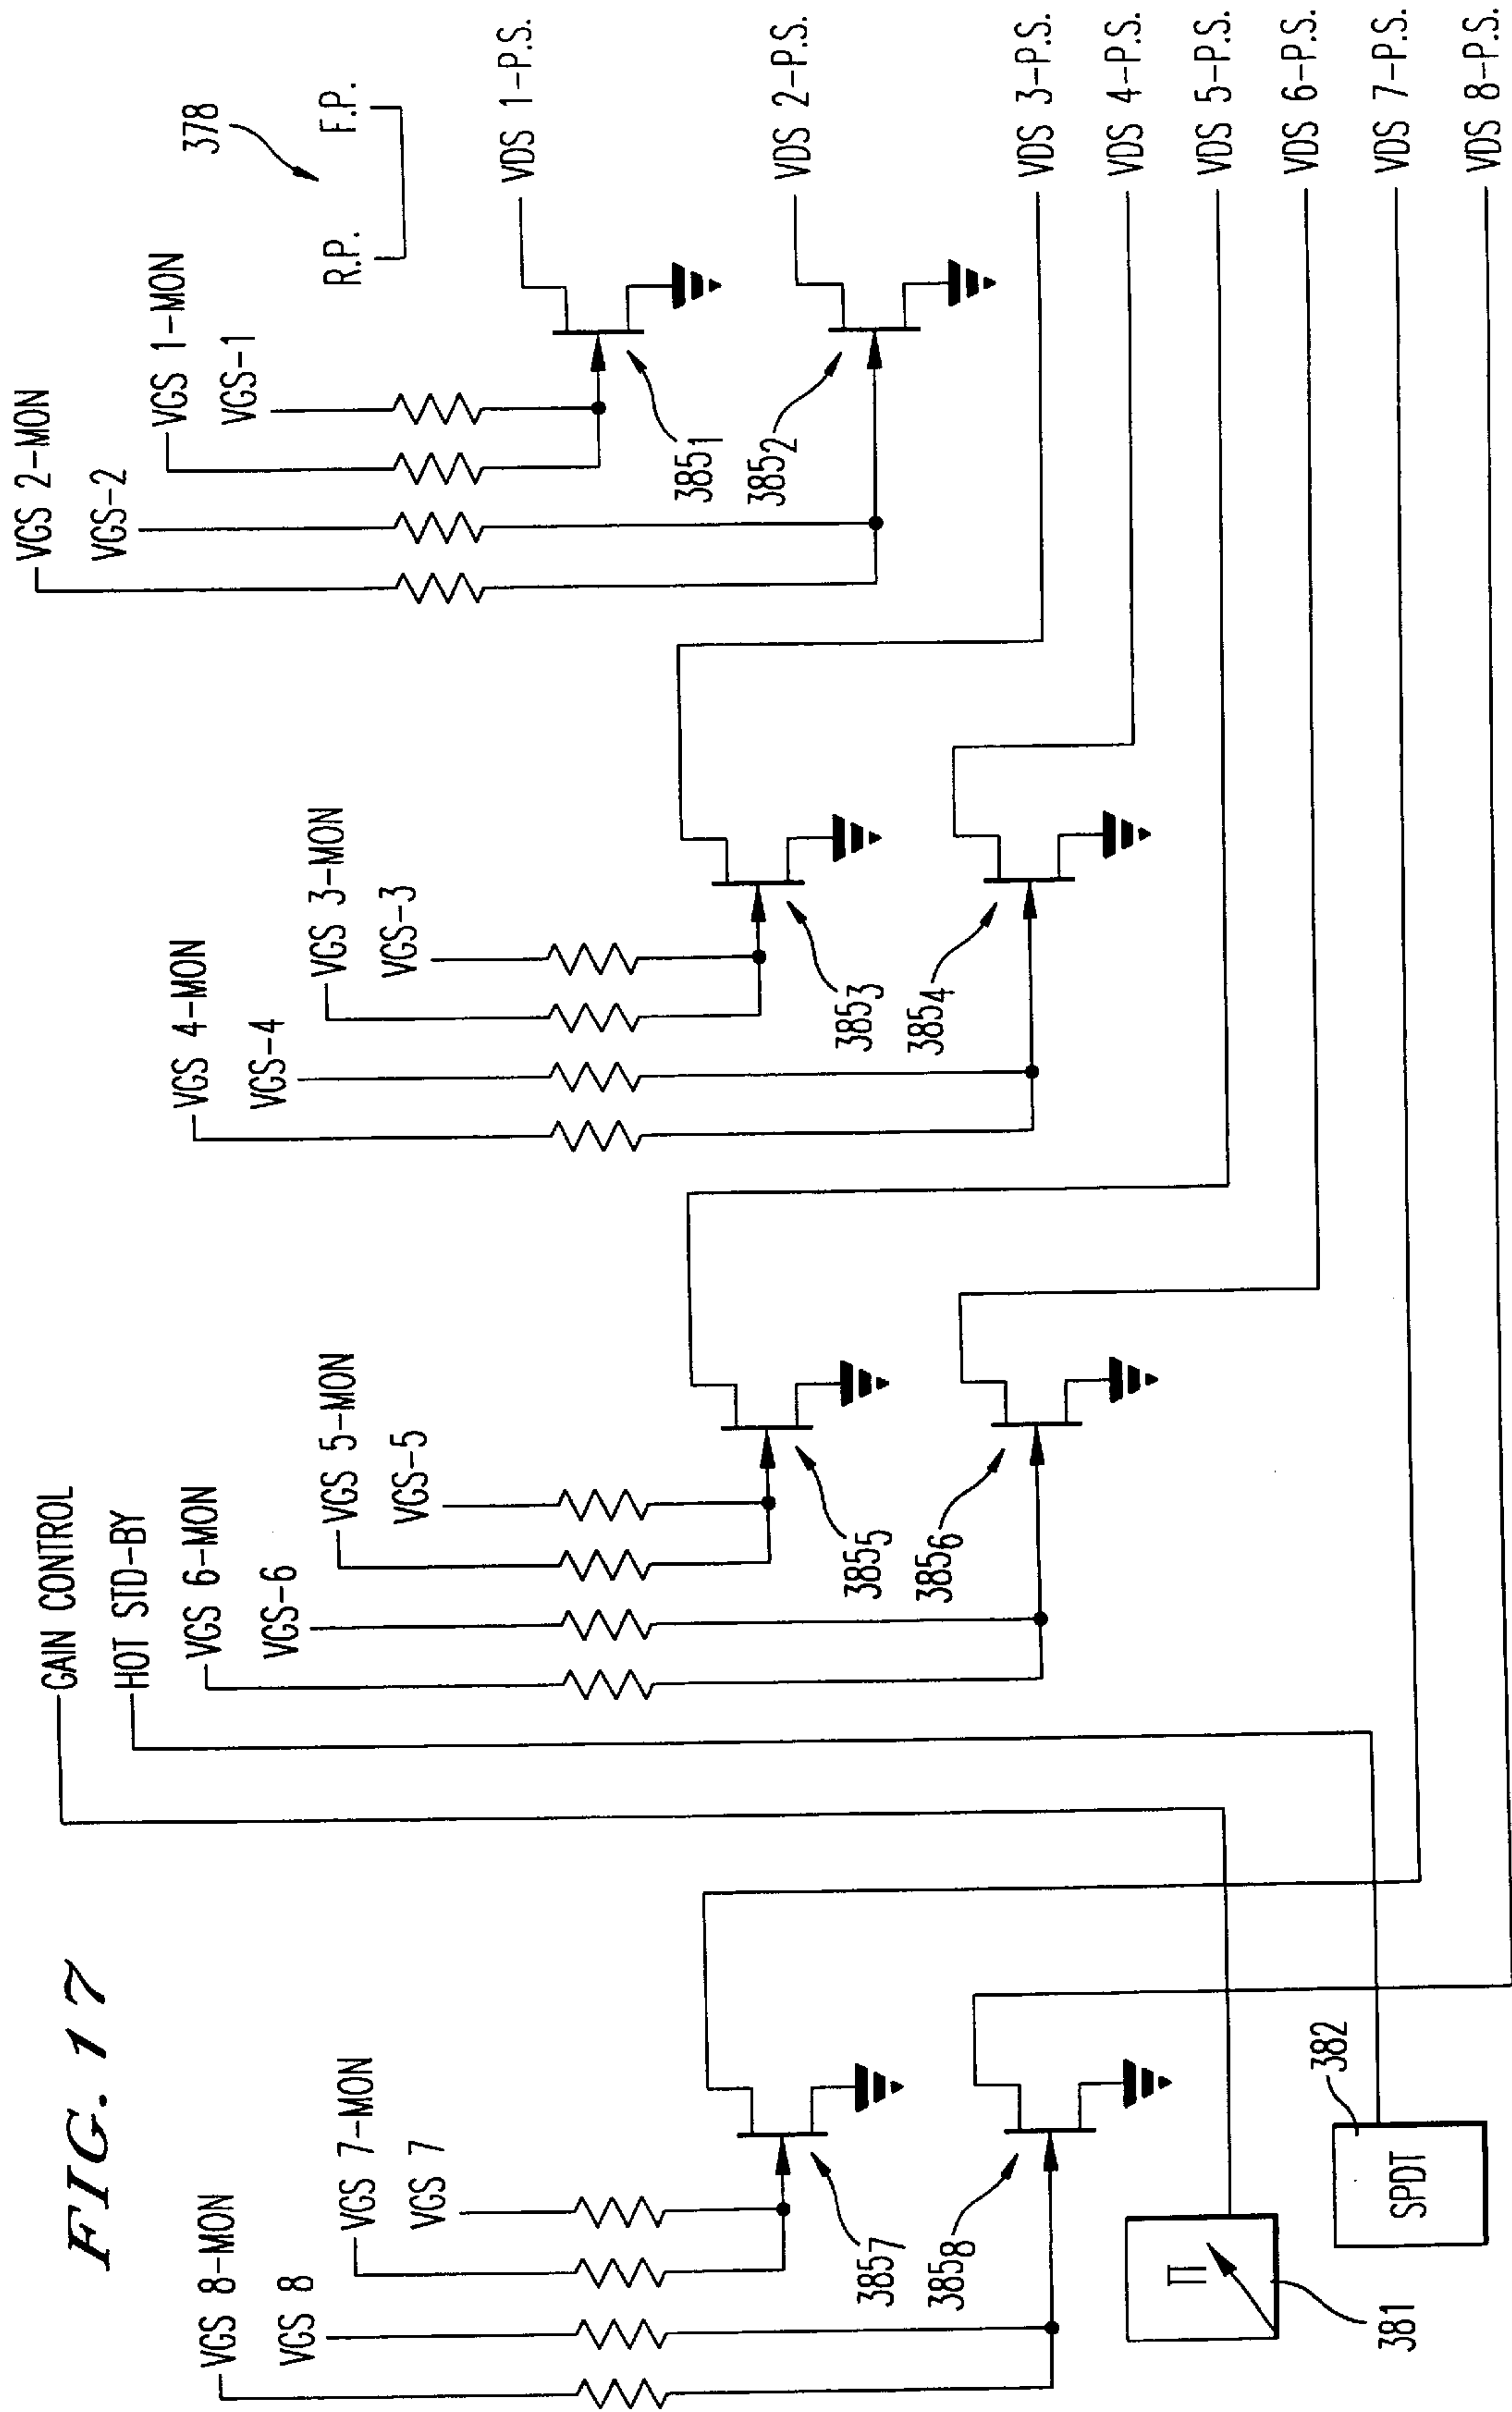 FIG. 17
GAIN CONTROL
HOT STD-BY
VGS 8-MON
VGS 8
VGS 7-MON
VGS 7
VGS 6-MON
VGS-6
VGS 5-MON
VGS-5
VGS 4-MON
VGS-4
VGS 3-MON
VGS-3
VGS 2-MON
VGS-2
VGS 1-MON
VGS-1
378
R.P.
F.P.
3857
3858
3855
3856
3853
3854
3851
3852
VDS 1-P.S.
VDS 2-P.S.
VDS 3-P.S.
VDS 4-P.S.
VDS 5-P.S.
VDS 6-P.S.
VDS 7-P.S.
VDS 8-P.S.
Π
381
SPDT
382